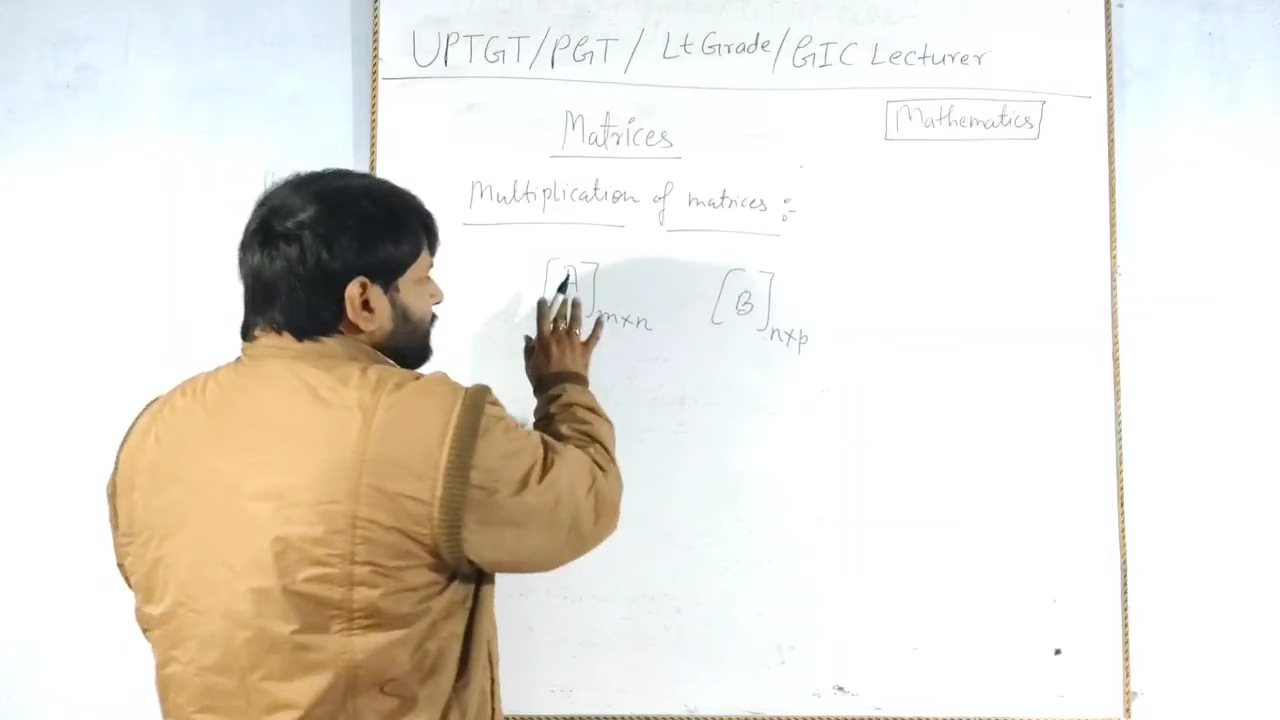 UPTGT/PGT/ Lt Grade/GIC Lecturer
Mathematics
Matrices
Multiplication of matrices :-
[A]m×n [B]n×p